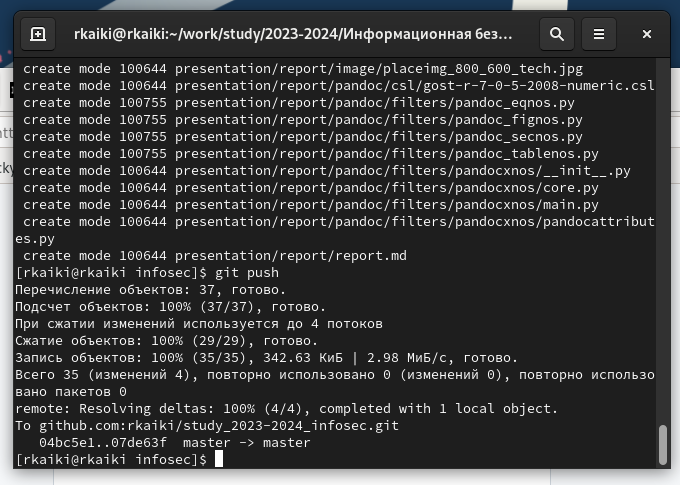 rkaiki@rkaiki:~/work/study/2023-2024/Информационная без...
create mode 100644 presentation/report/image/placeimg_800_600_tech.jpg
create mode 100644 presentation/report/pandoc/csl/gost-r-7-0-5-2008-numeric.csl
create mode 100755 presentation/report/pandoc/filters/pandoc_eqnos.py
create mode 100755 presentation/report/pandoc/filters/pandoc_fignos.py
create mode 100755 presentation/report/pandoc/filters/pandoc_secnos.py
create mode 100755 presentation/report/pandoc/filters/pandoc_tablenos.py
create mode 100644 presentation/report/pandoc/filters/pandocxnos/__init__.py
create mode 100644 presentation/report/pandoc/filters/pandocxnos/core.py
create mode 100644 presentation/report/pandoc/filters/pandocxnos/main.py
create mode 100644 presentation/report/pandoc/filters/pandocxnos/pandocattribut
es.py
create mode 100644 presentation/report/report.md
[rkaiki@rkaiki infosec]$ git push
Перечисление объектов: 37, готово.
Подсчет объектов: 100% (37/37), готово.
При сжатии изменений используется до 4 потоков
Сжатие объектов: 100% (29/29), готово.
Запись объектов: 100% (35/35), 342.63 КиБ | 2.98 МиБ/с, готово.
Всего 35 (изменений 4), повторно использовано 0 (изменений 0), повторно использо
вано пакетов 0
remote: Resolving deltas: 100% (4/4), completed with 1 local object.
To github.com:rkaiki/study_2023-2024_infosec.git
04bc5e1..07de63f  master -> master
[rkaiki@rkaiki infosec]$